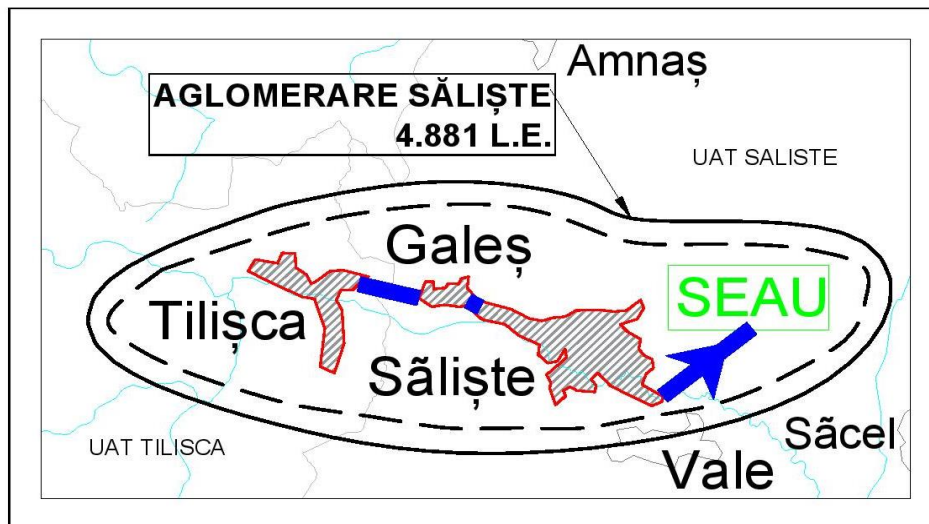 Amnaș
AGLOMERARE SĂLIȘTE
4.881 L.E.
UAT SALISTE
Galeș
SEAU
Tilișca
Sãliște
UAT TILISCA
Vale
Sãcel